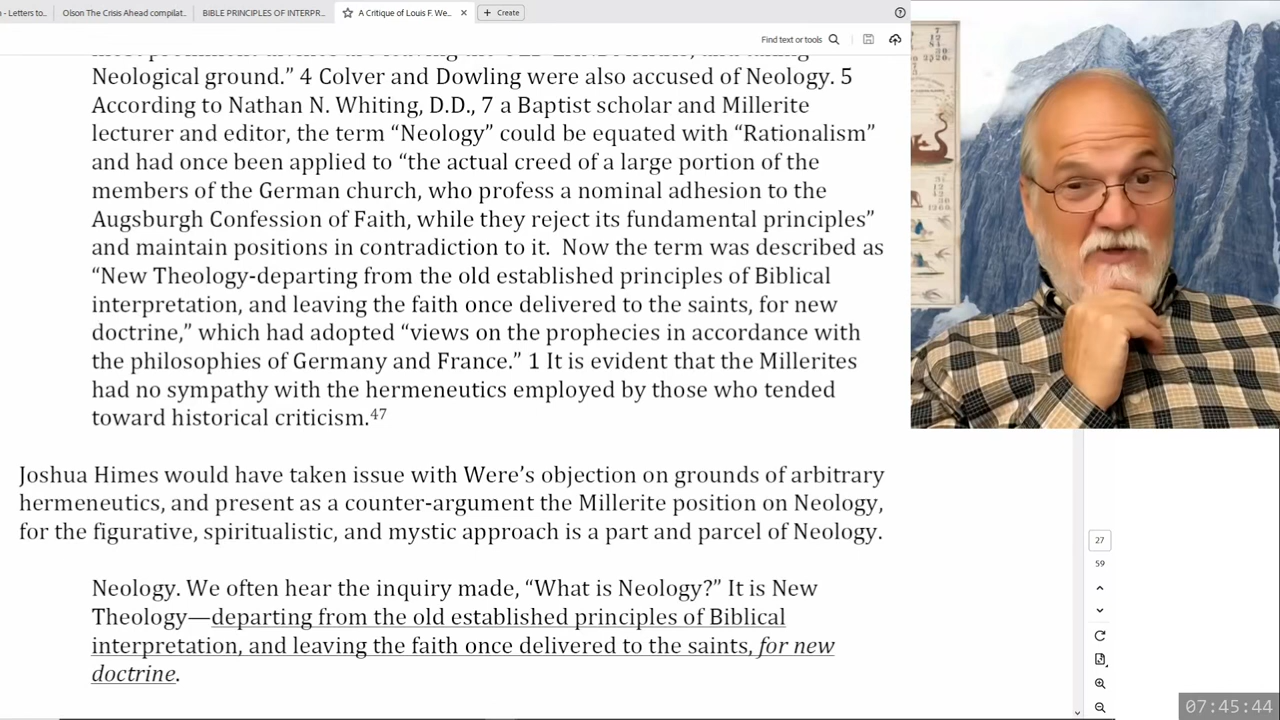 - Letters to..
Olson The Crisis Ahead compilat..
BIBLE PRINCIPLES OF INTERPR...
A Critique of Louis F. We...
+ Create
Find text or tools
Neological ground.” 4 Colver and Dowling were also accused of Neology. 5
According to Nathan N. Whiting, D.D., 7 a Baptist scholar and Millerite
lecturer and editor, the term “Neology” could be equated with “Rationalism”
and had once been applied to “the actual creed of a large portion of the
members of the German church, who profess a nominal adhesion to the
Augsburgh Confession of Faith, while they reject its fundamental principles”
and maintain positions in contradiction to it.  Now the term was described as
“New Theology-departing from the old established principles of Biblical
interpretation, and leaving the faith once delivered to the saints, for new
doctrine,” which had adopted “views on the prophecies in accordance with
the philosophies of Germany and France.” 1 It is evident that the Millerites
had no sympathy with the hermeneutics employed by those who tended
toward historical criticism.47
Joshua Himes would have taken issue with Were’s objection on grounds of arbitrary
hermeneutics, and present as a counter-argument the Millerite position on Neology,
for the figurative, spiritualistic, and mystic approach is a part and parcel of Neology.
Neology. We often hear the inquiry made, “What is Neology?” It is New
Theology—departing from the old established principles of Biblical
interpretation, and leaving the faith once delivered to the saints, for new
doctrine.
27
59
07:45:44